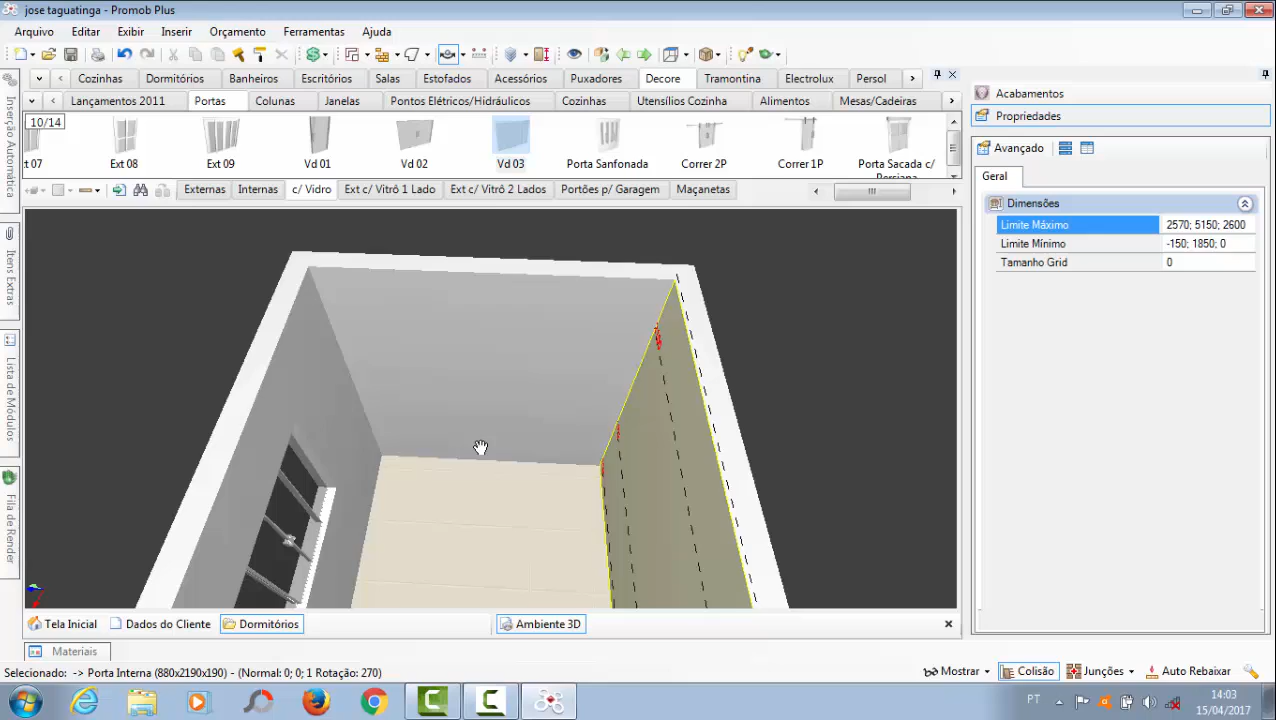 jose taguatinga - Promob Plus
Arquivo Editar Exibir Inserir Orçamento Ferramentas Ajuda
Cozinhas Dormitórios Banheiros Escritórios Salas Estofados Acessórios Puxadores Decore Tramontina Electrolux Persol
Lançamentos 2011 Portas Colunas Janelas Pontos Elétricos/Hidráulicos Cozinhas Utensílios Cozinha Alimentos Mesas/Cadeiras
10/14
t 07 Ext 08 Ext 09 Vd 01 Vd 02 Vd 03 Porta Sanfonada Correr 2P Correr 1P Porta Sacada c/
Persiana
Externas Internas c/ Vidro Ext c/ Vitrô 1 Lado Ext c/ Vitrô 2 Lados Portões p/ Garagem Maçanetas
Inserção Automática
Itens Extras
Lista de Módulos
Fila de Render
Acabamentos
Propriedades
Avançado
Geral
Dimensões
Limite Máximo 2570; 5150; 2600
Limite Mínimo -150; 1850; 0
Tamanho Grid 0
Tela Inicial Dados do Cliente Dormitórios Ambiente 3D
Materiais
Selecionado: -> Porta Interna (880x2190x190) - (Normal: 0; 0; 1 Rotação: 270)
Mostrar Colisão Junções Auto Rebaixar
PT
14:03
15/04/2017